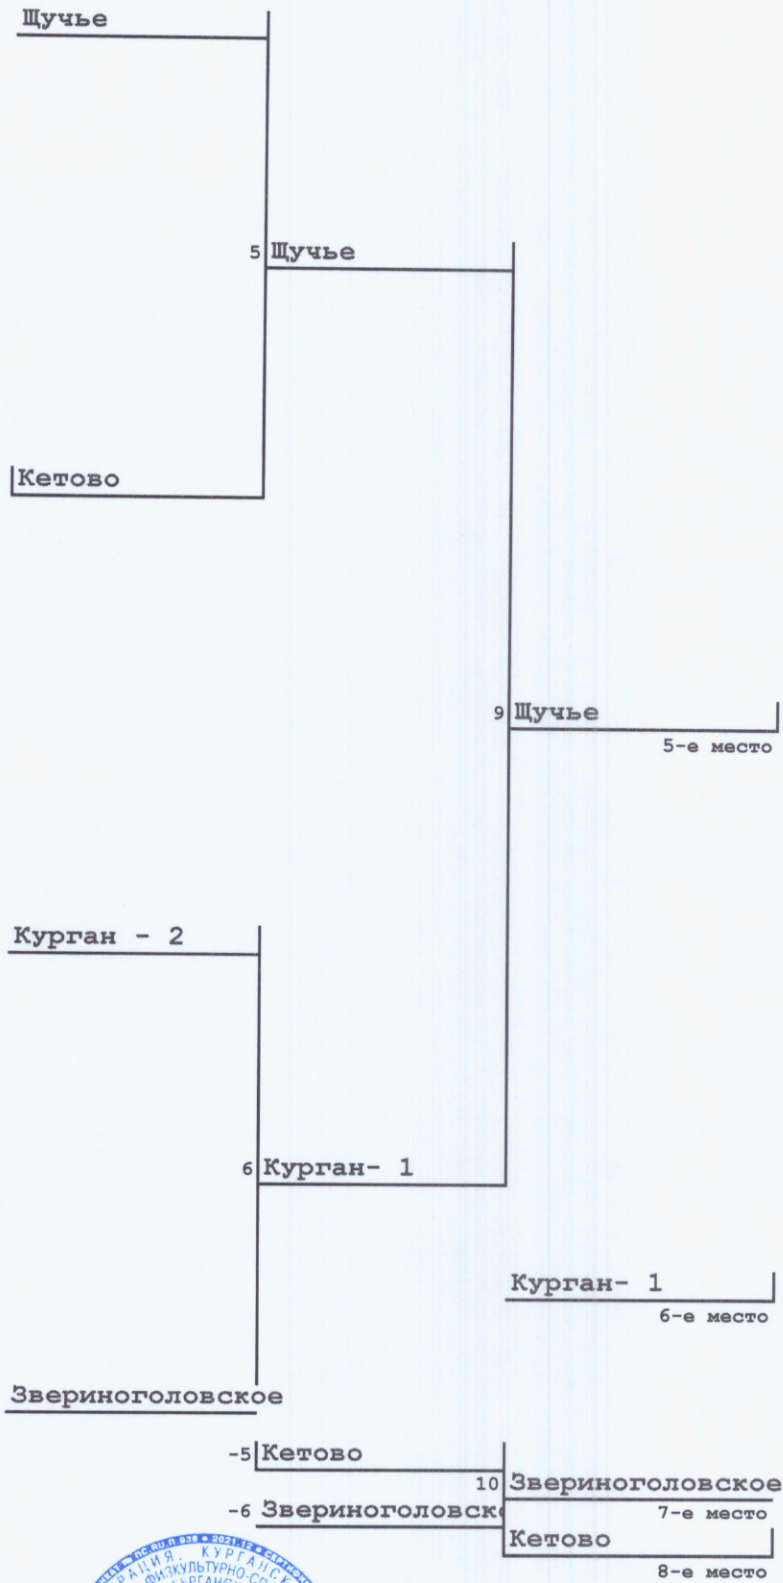 Щучье
5 Щучье
Кетово
9 Щучье
5-е место
Курган - 2
6 Курган- 1
Курган- 1
6-е место
Звериноголовское
-5 Кетово
10 Звериноголовское
-6 Звериноголовск
7-е место
Кетово
8-е место